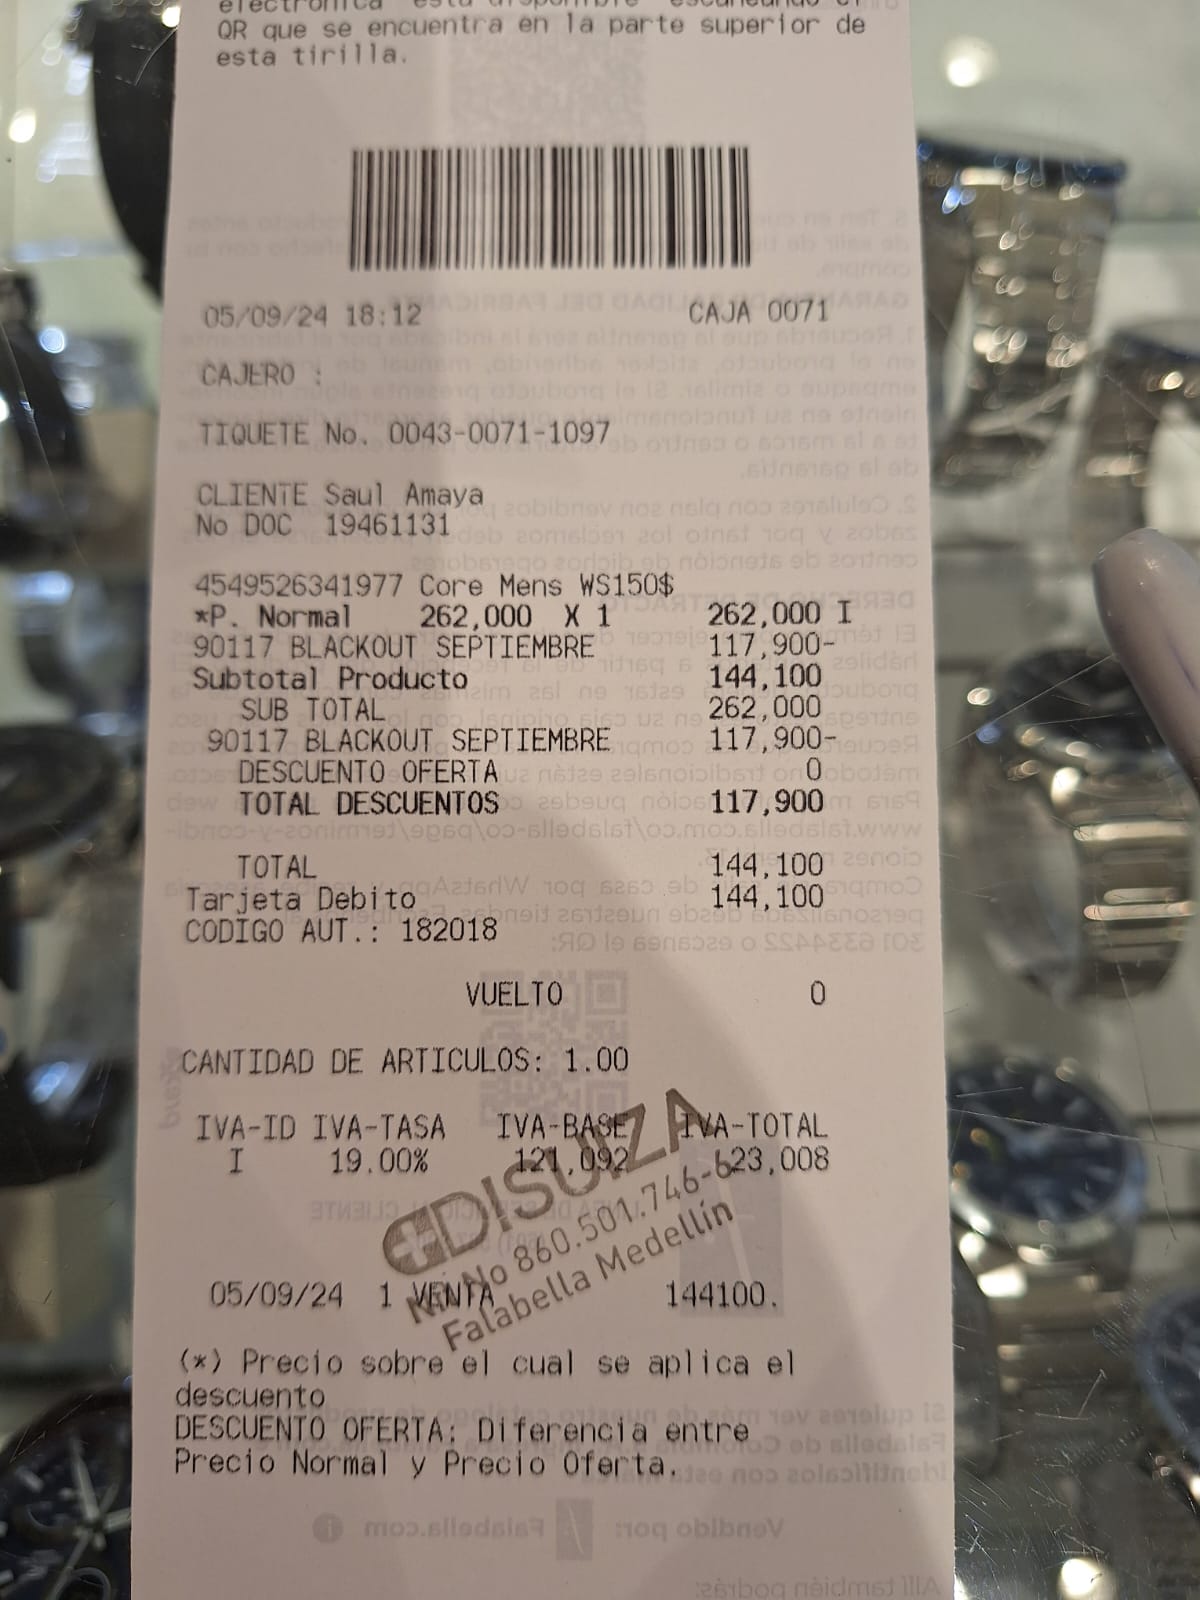 QR que se encuentra en la parte superior de
esta tirilla.
05/09/24 18:12 CAJA 0071
CAJERO :
TIQUETE No. 0043-0071-1097
CLIENTE Saul Amaya
No DOC 19461131
4549526341977 Core Mens WS150$
*P. Normal 262,000 X 1 262,000 I
90117 BLACKOUT SEPTIEMBRE 117,900-
Subtotal Producto 144,100
SUB TOTAL 262,000
90117 BLACKOUT SEPTIEMBRE 117,900-
DESCUENTO OFERTA 0
TOTAL DESCUENTOS 117,900
TOTAL 144,100
Tarjeta Debito 144,100
CODIGO AUT.: 182018
VUELTO 0
CANTIDAD DE ARTICULOS: 1.00
IVA-ID IVA-TASA IVA-BASE IVA-TOTAL
I 19.00% 121,092 23,008
DISUIZA
Nit No 860.501.746-6
Falabella Medellín
05/09/24 1 VENTA 144100.
(*) Precio sobre el cual se aplica el
descuento
DESCUENTO OFERTA: Diferencia entre
Precio Normal y Precio Oferta.